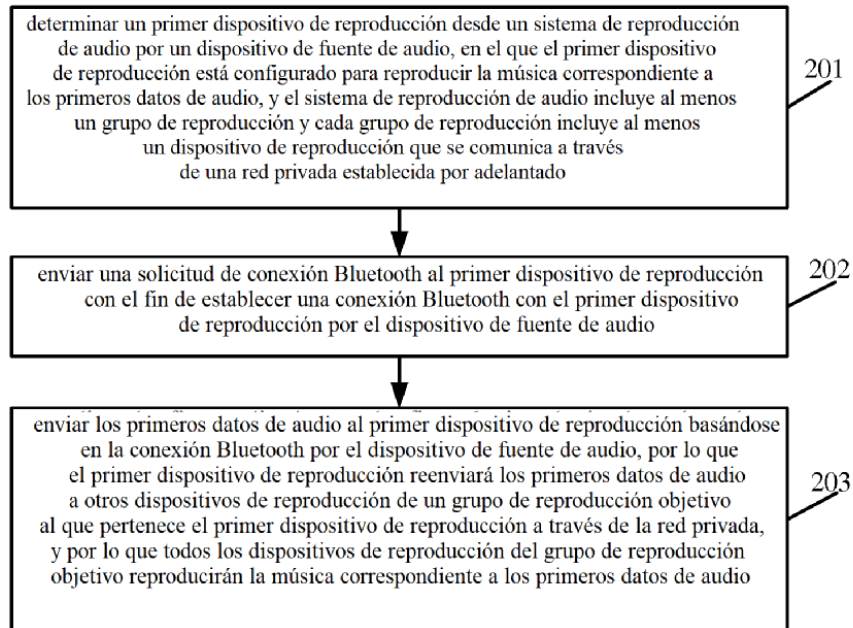 determinar un primer dispositivo de reproducción desde un sistema de reproducción
de audio por un dispositivo de fuente de audio, en el que el primer dispositivo
de reproducción está configurado para reproducir la música correspondiente a
los primeros datos de audio, y el sistema de reproducción de audio incluye al menos
un grupo de reproducción y cada grupo de reproducción incluye al menos
un dispositivo de reproducción que se comunica a través
de una red privada establecida por adelantado
201
enviar una solicitud de conexión Bluetooth al primer dispositivo de reproducción
con el fin de establecer una conexión Bluetooth con el primer dispositivo
de reproducción por el dispositivo de fuente de audio
202
enviar los primeros datos de audio al primer dispositivo de reproducción basándose
en la conexión Bluetooth por el dispositivo de fuente de audio, por lo que
el primer dispositivo de reproducción reenviará los primeros datos de audio
a otros dispositivos de reproducción de un grupo de reproducción objetivo
al que pertenece el primer dispositivo de reproducción a través de la red privada,
y por lo que todos los dispositivos de reproducción del grupo de reproducción
objetivo reproducirán la música correspondiente a los primeros datos de audio
203